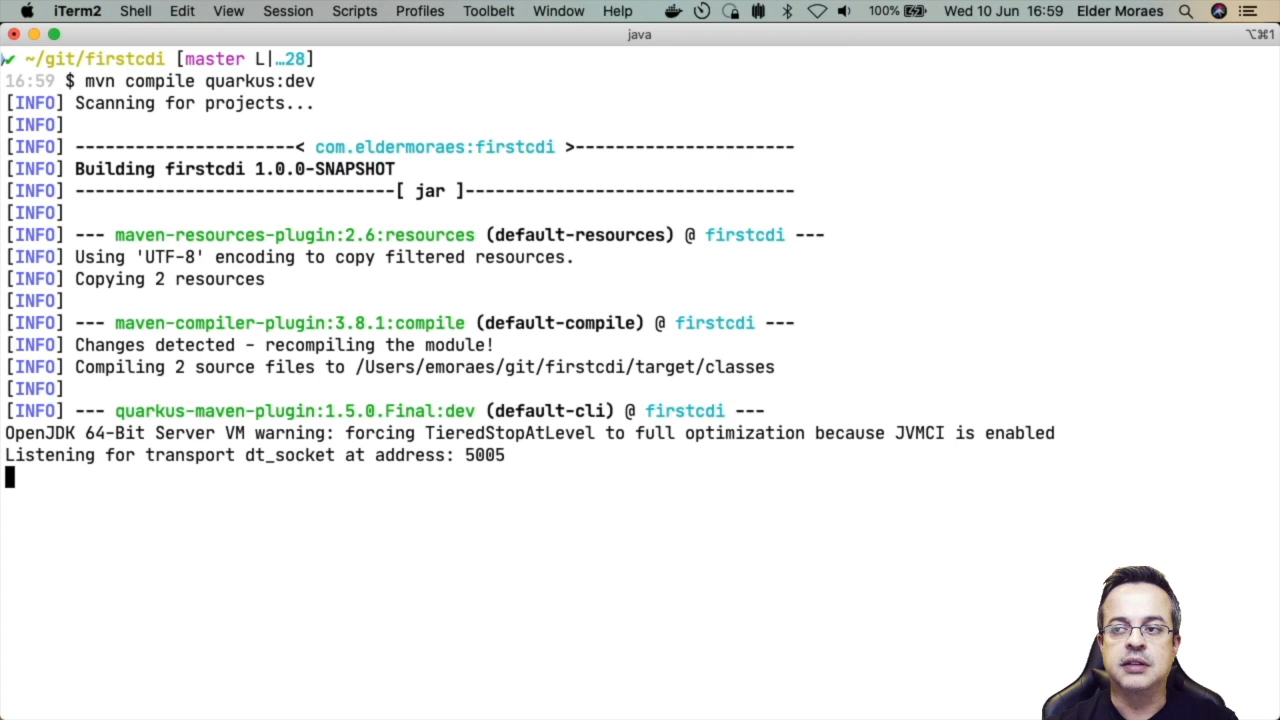 iTerm2 Shell Edit View Session Scripts Profiles Toolbelt Window Help 100% Wed 10 Jun 16:59 Elder Moraes
java ⌥⌘1
✔ ~/git/firstcdi [master L|…28]
16:59 $ mvn compile quarkus:dev
[INFO] Scanning for projects...
[INFO]
[INFO] ----------------------< com.eldermoraes:firstcdi >----------------------
[INFO] Building firstcdi 1.0.0-SNAPSHOT
[INFO] --------------------------------[ jar ]---------------------------------
[INFO]
[INFO] --- maven-resources-plugin:2.6:resources (default-resources) @ firstcdi ---
[INFO] Using 'UTF-8' encoding to copy filtered resources.
[INFO] Copying 2 resources
[INFO]
[INFO] --- maven-compiler-plugin:3.8.1:compile (default-compile) @ firstcdi ---
[INFO] Changes detected - recompiling the module!
[INFO] Compiling 2 source files to /Users/emoraes/git/firstcdi/target/classes
[INFO]
[INFO] --- quarkus-maven-plugin:1.5.0.Final:dev (default-cli) @ firstcdi ---
OpenJDK 64-Bit Server VM warning: forcing TieredStopAtLevel to full optimization because JVMCI is enabled
Listening for transport dt_socket at address: 5005